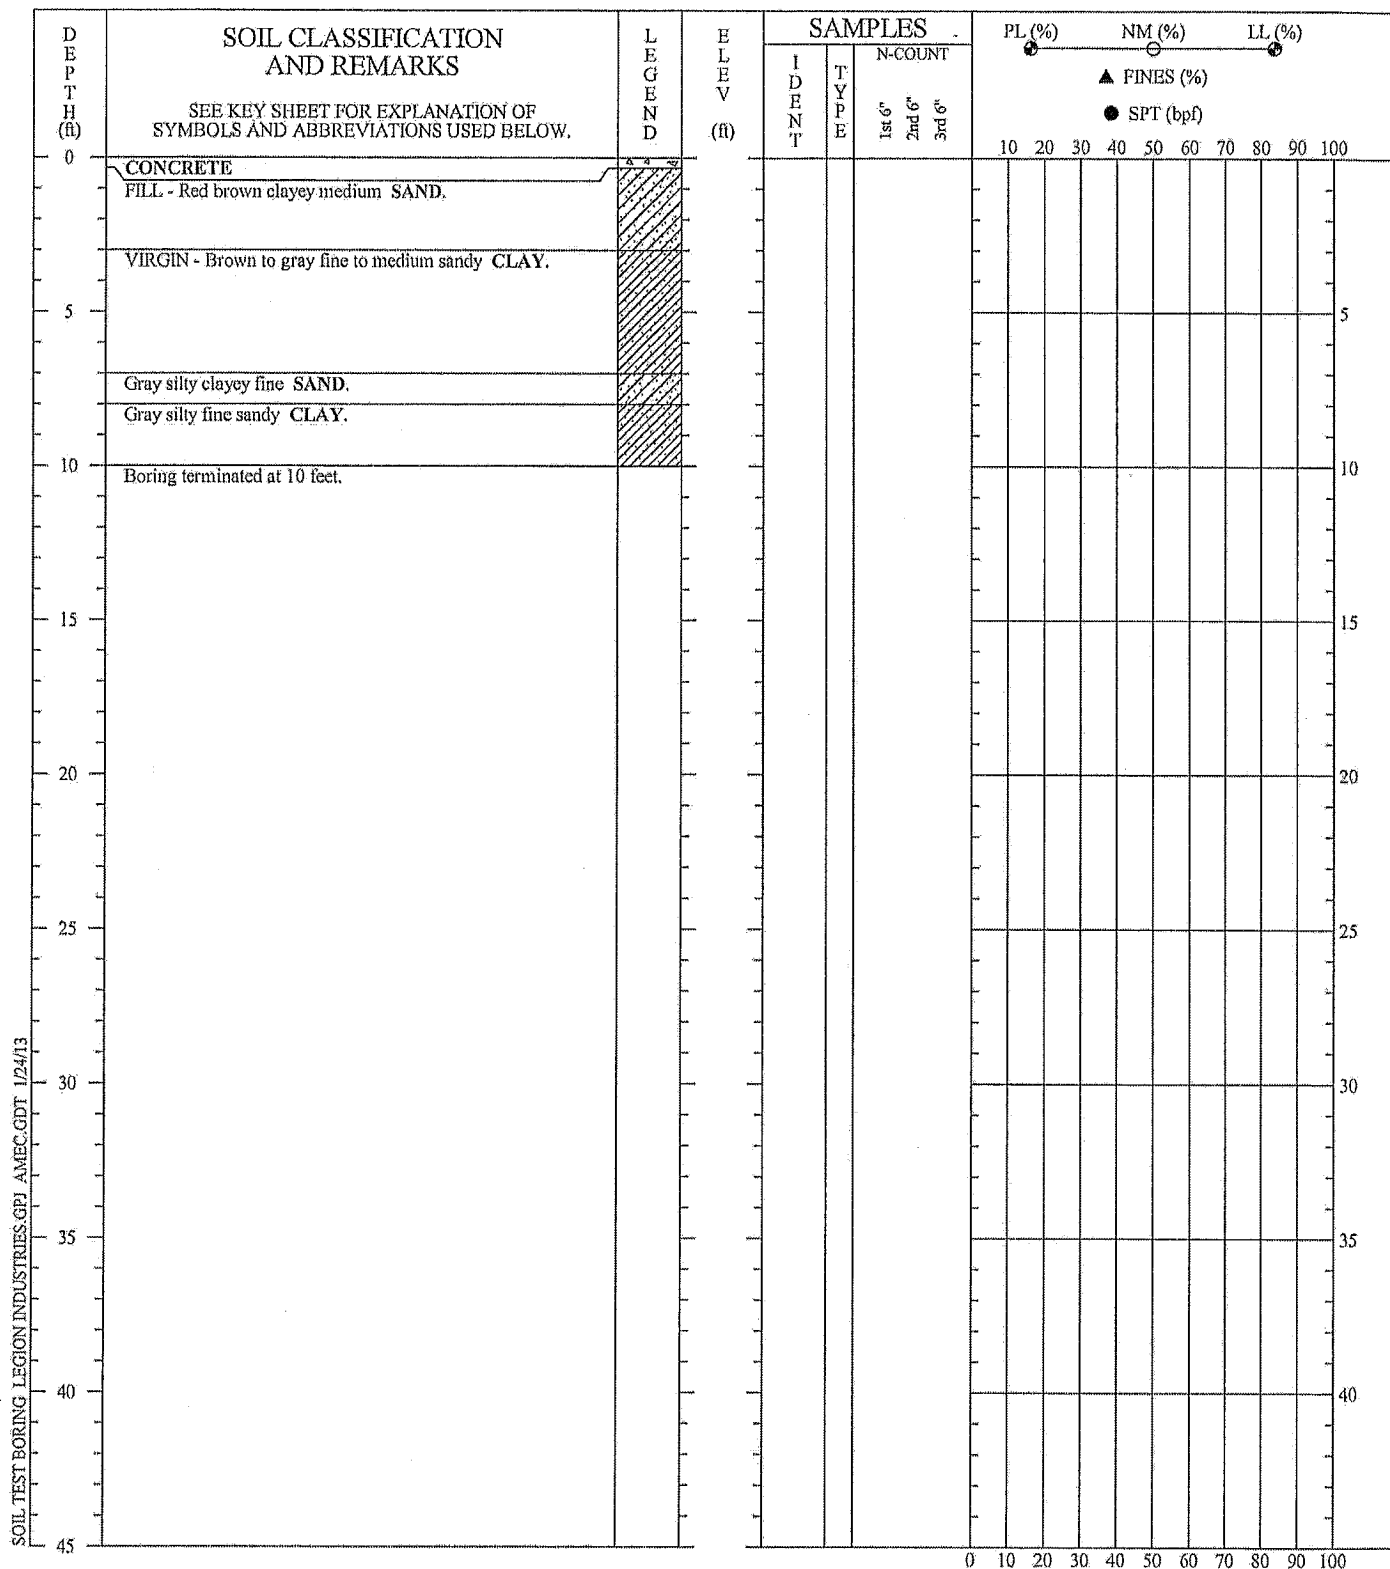 DEPTH (ft)
SOIL CLASSIFICATION
AND REMARKS
SEE KEY SHEET FOR EXPLANATION OF
SYMBOLS AND ABBREVIATIONS USED BELOW.
LEGEND
ELEV (ft)
SAMPLES
IDENT
TYPE
N-COUNT
1st 6"
2nd 6"
3rd 6"
PL (%) NM (%) LL (%)
▲ FINES (%)
● SPT (bpf)
10 20 30 40 50 60 70 80 90 100
0
CONCRETE
FILL - Red brown clayey medium SAND.
VIRGIN - Brown to gray fine to medium sandy CLAY.
5 5
Gray silty clayey fine SAND.
Gray silty fine sandy CLAY.
10 10
Boring terminated at 10 feet.
15 15
20 20
25 25
30 30
35 35
40 40
45
0 10 20 30 40 50 60 70 80 90 100
SOIL TEST BORING LEGION INDUSTRIES.GPJ AMEC.GDT 1/24/13